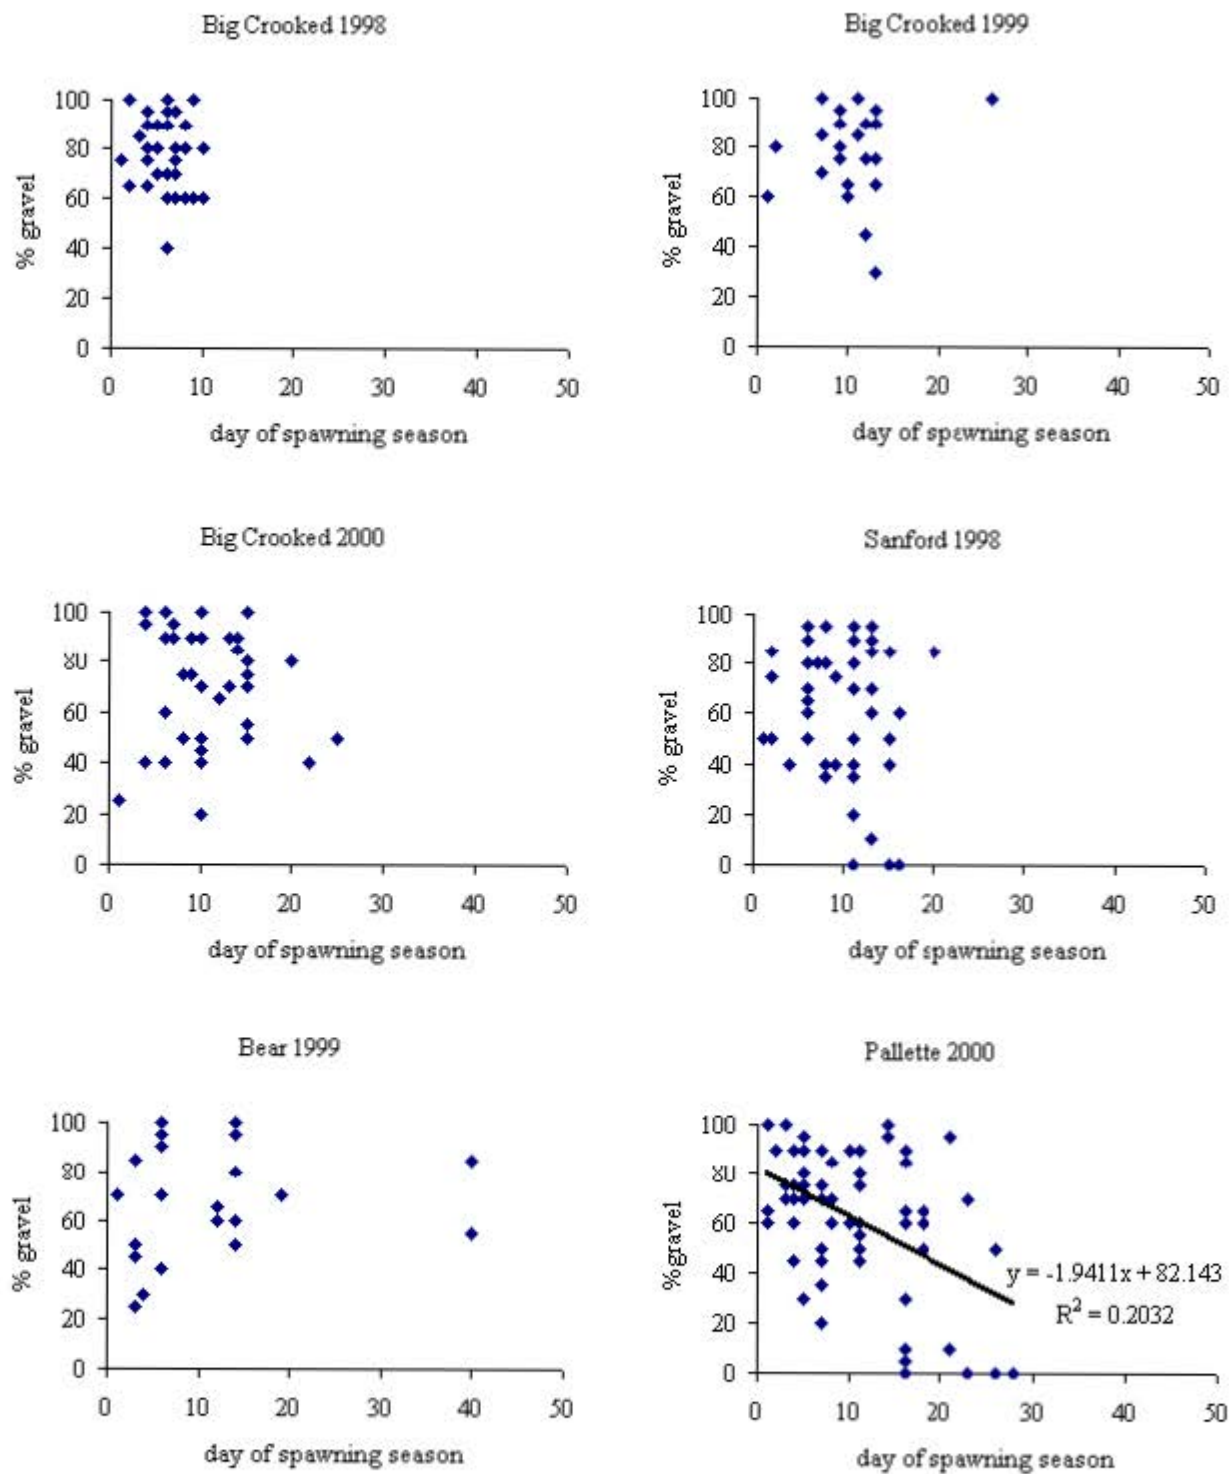 Big Crooked 1998
100
80
60
40
20
0
% gravel
0 10 20 30 40 50
day of spawning season
Big Crooked 1999
100
80
60
40
20
0
% gravel
0 10 20 30 40 50
day of spawning season
Big Crooked 2000
100
80
60
40
20
0
% gravel
0 10 20 30 40 50
day of spawning season
Sanford 1998
100
80
60
40
20
0
% gravel
0 10 20 30 40 50
day of spawning season
Bear 1999
100
80
60
40
20
0
% gravel
0 10 20 30 40 50
day of spawning season
Pallette 2000
100
80
60
40
20
0
%gravel
y = -1.9411x + 82.143
R² = 0.2032
0 10 20 30 40 50
day of spawning season